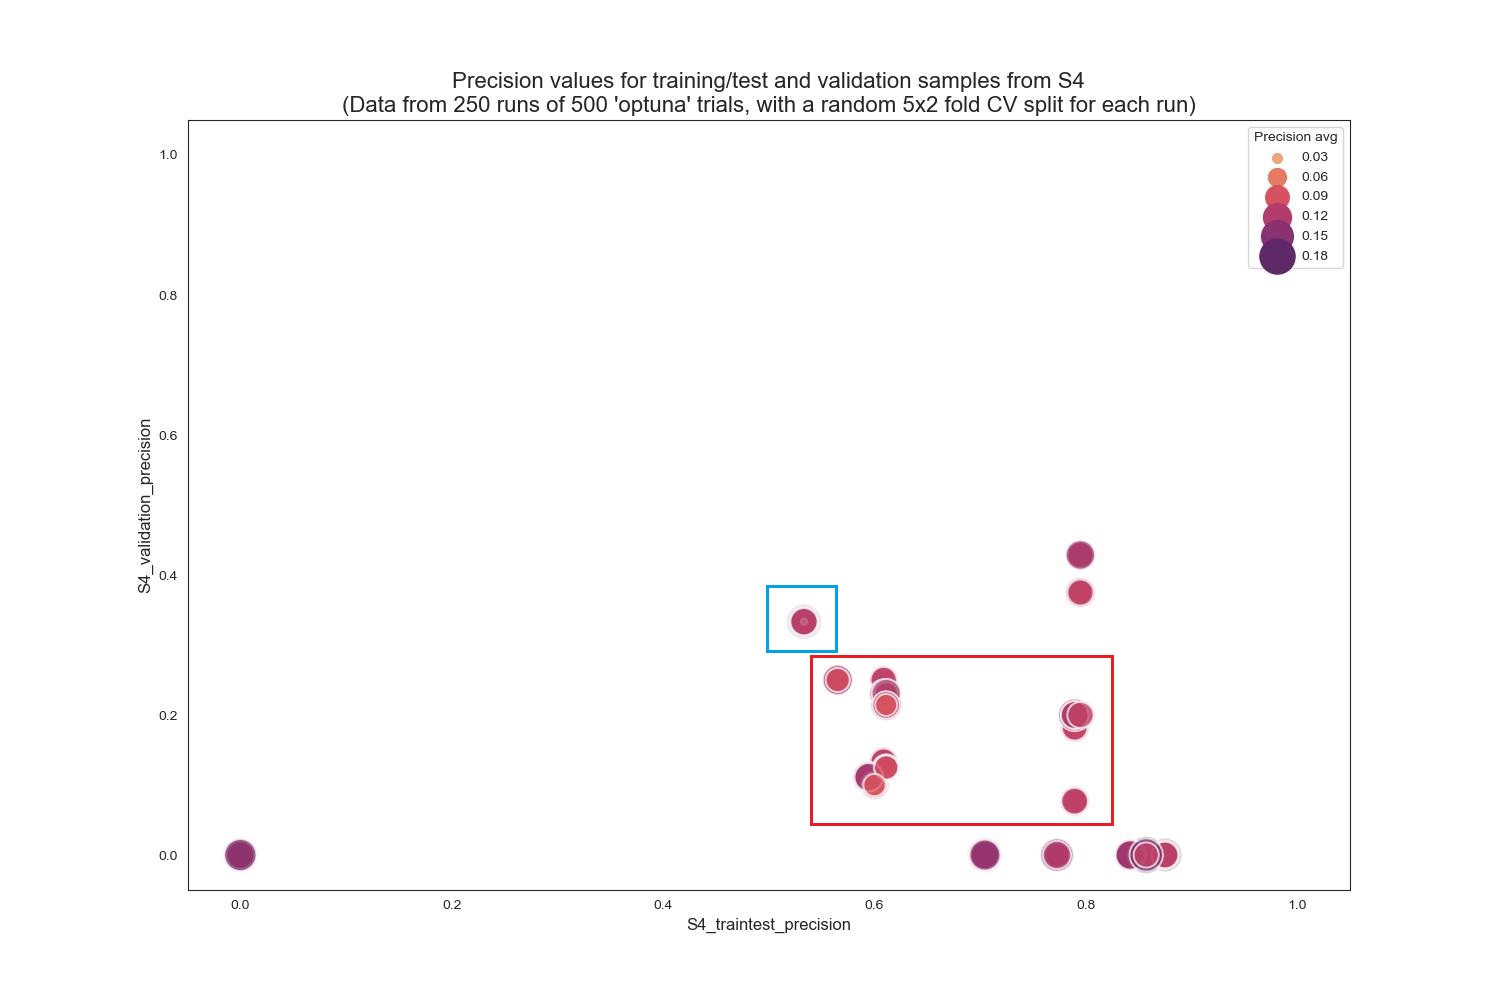 Precision values for training/test and validation samples from S4
(Data from 250 runs of 500 'optuna' trials, with a random 5x2 fold CV split for each run)
Precision avg
0.03
0.06
0.09
0.12
0.15
0.18
1.0
0.8
0.6
0.4
0.2
0.0
S4_validation_precision
0.0 0.2 0.4 0.6 0.8 1.0
S4_traintest_precision